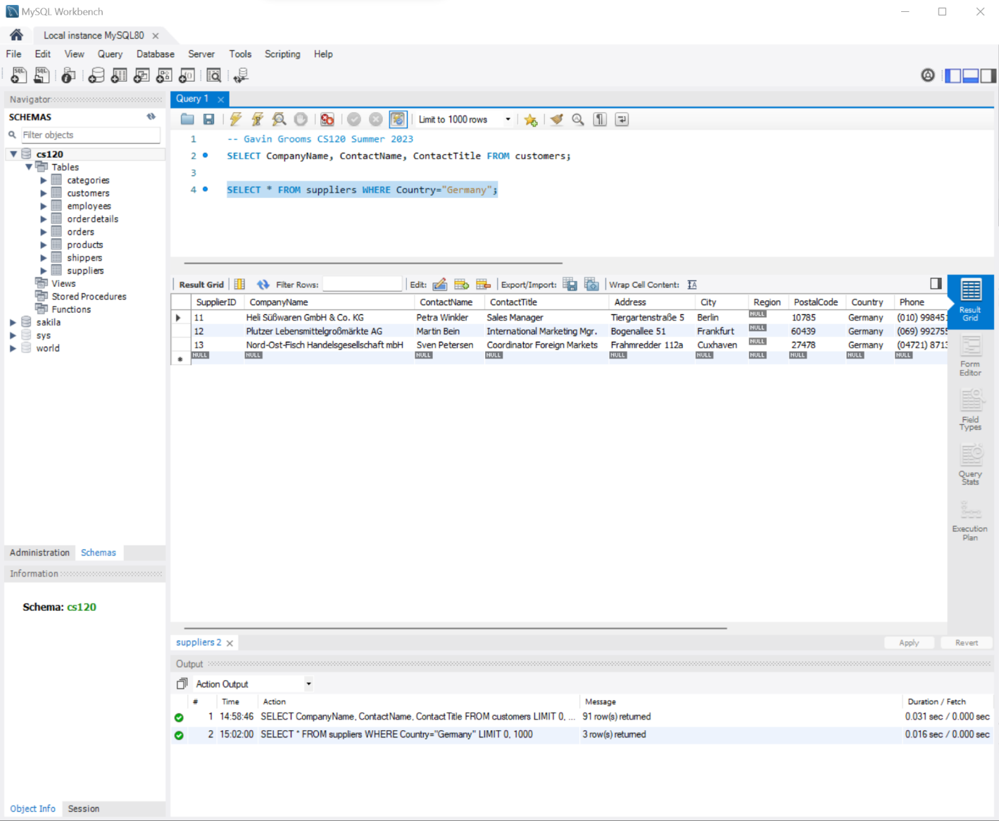 MySQL Workbench
Local instance MySQL80
File Edit View Query Database Server Tools Scripting Help
Navigator
SCHEMAS
Filter objects
cs120
Tables
categories
customers
employees
orderdetails
orders
products
shippers
suppliers
Views
Stored Procedures
Functions
sakila
sys
world
Administration Schemas
Information
Schema: cs120
Object Info Session
Query 1
Limit to 1000 rows
1 -- Gavin Grooms CS120 Summer 2023
2 SELECT CompanyName, ContactName, ContactTitle FROM customers;
3
4 SELECT * FROM suppliers WHERE Country="Germany";
Result Grid Filter Rows: Edit: Export/Import: Wrap Cell Content: IA
SupplierID CompanyName ContactName ContactTitle Address City Region PostalCode Country Phone
11 Heli Süßwaren GmbH & Co. KG Petra Winkler Sales Manager Tiergartenstraße 5 Berlin NULL 10785 Germany (010) 998451
12 Plutzer Lebensmittelgroßmärkte AG Martin Bein International Marketing Mgr. Bogenallee 51 Frankfurt NULL 60439 Germany (069) 992755
13 Nord-Ost-Fisch Handelsgesellschaft mbH Sven Petersen Coordinator Foreign Markets Frahmredder 112a Cuxhaven NULL 27478 Germany (04721) 8713
NULL NULL NULL NULL NULL NULL NULL NULL NULL NULL
Result
Grid
Form
Editor
Field
Types
Query
Stats
Execution
Plan
suppliers 2
Apply Revert
Output
Action Output
# Time Action Message Duration / Fetch
1 14:58:46 SELECT CompanyName, ContactName, ContactTitle FROM customers LIMIT 0, ... 91 row(s) returned 0.031 sec / 0.000 sec
2 15:02:00 SELECT * FROM suppliers WHERE Country="Germany" LIMIT 0, 1000 3 row(s) returned 0.016 sec / 0.000 sec